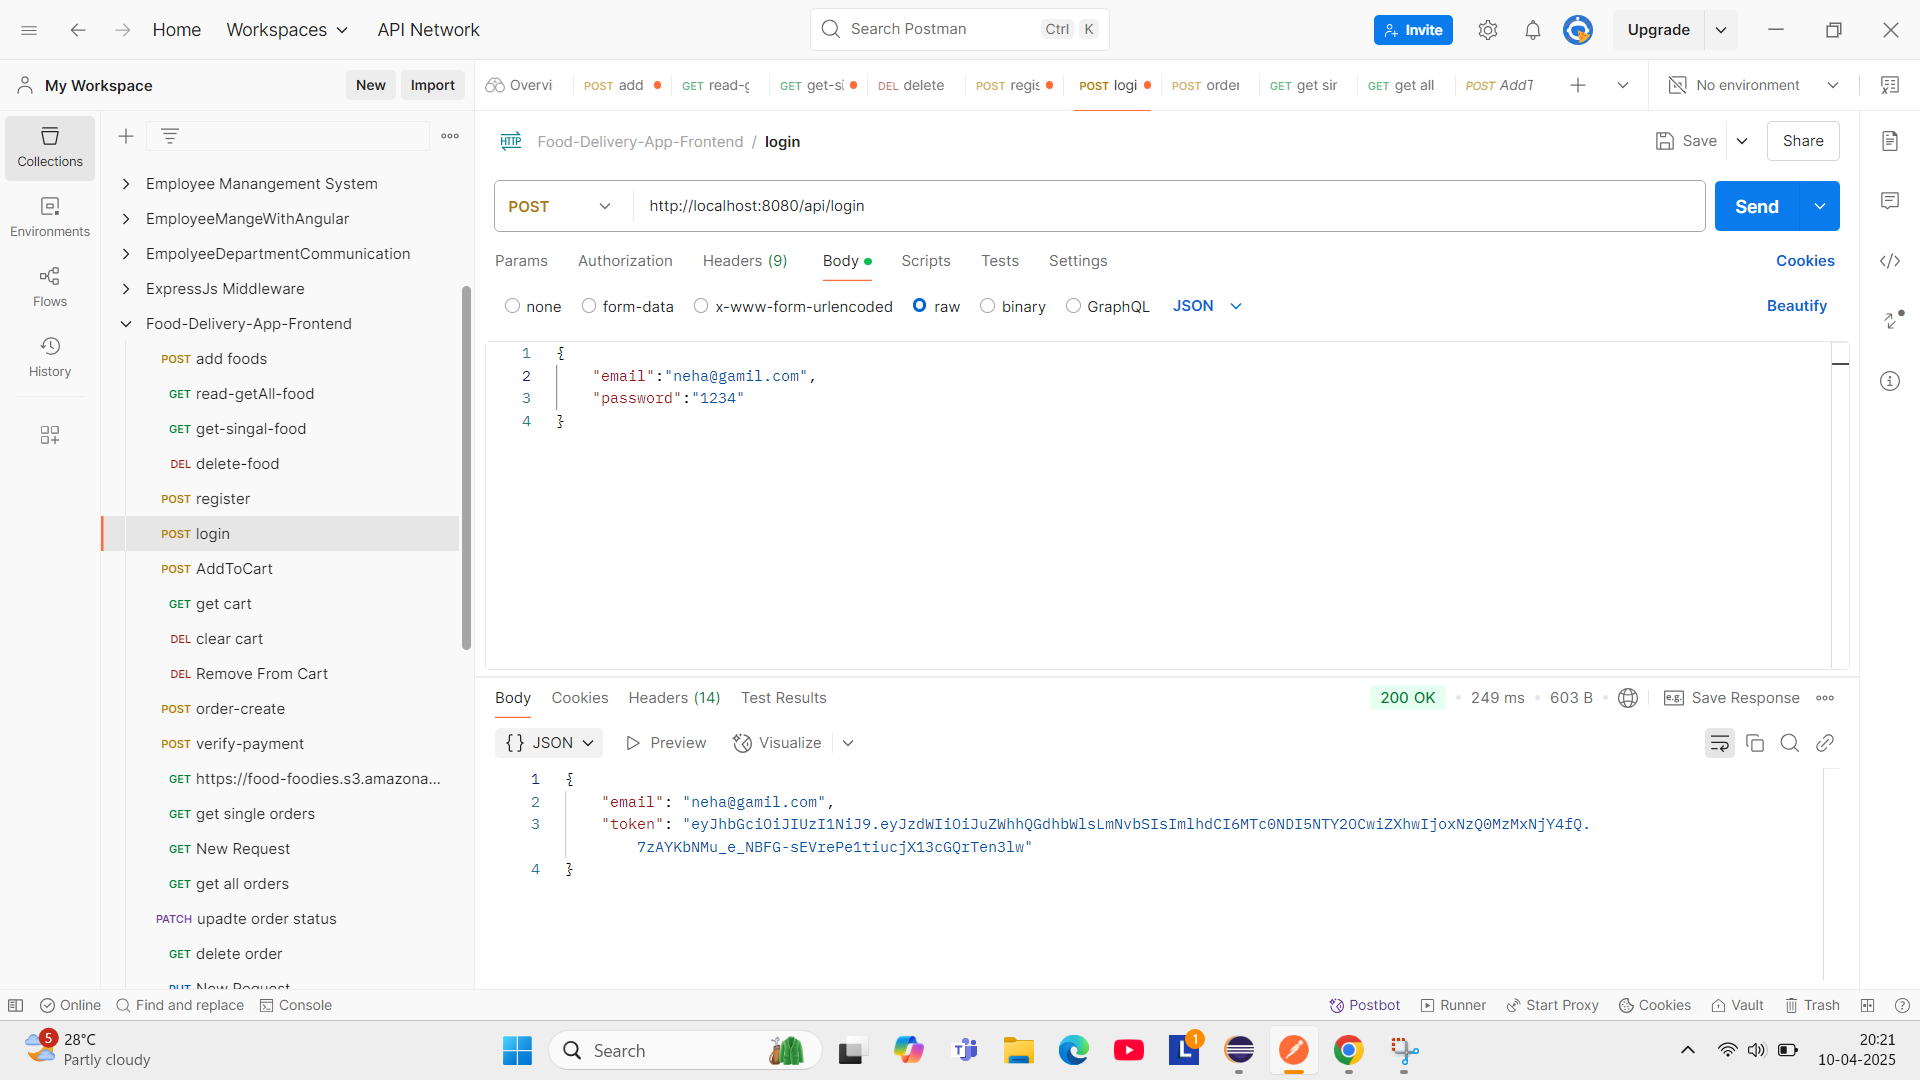 Home
Workspaces
API Network
Search Postman
Ctrl
K
Invite
Upgrade
My Workspace
New
Import
Overvi
POST add
GET read-g
GET get-si
DEL delete
POST regis
POST logi
POST order
GET get sir
GET get all
POST AddT
No environment
Collections
Environments
Flows
History
Employee Manangement System
EmployeeMangeWithAngular
EmpolyeeDepartmentCommunication
ExpressJs Middleware
Food-Delivery-App-Frontend
POST add foods
GET read-getAll-food
GET get-singal-food
DEL delete-food
POST register
POST login
POST AddToCart
GET get cart
DEL clear cart
DEL Remove From Cart
POST order-create
POST verify-payment
GET https://food-foodies.s3.amazona...
GET get single orders
GET New Request
GET get all orders
PATCH upadte order status
GET delete order
PUT New Request
HTTP
Food-Delivery-App-Frontend / login
Save
Share
POST
http://localhost:8080/api/login
Send
Params
Authorization
Headers (9)
Body
Scripts
Tests
Settings
Cookies
none
form-data
x-www-form-urlencoded
raw
binary
GraphQL
JSON
Beautify
1 {
2 "email":"neha@gamil.com",
3 "password":"1234"
4 }
Body
Cookies
Headers (14)
Test Results
200 OK
249 ms
603 B
e.g.
Save Response
{} JSON
Preview
Visualize
1 {
2 "email": "neha@gamil.com",
3 "token": "eyJhbGciOiJIUzI1NiJ9.eyJzdWIiOiJuZWhhQGdhbWlsLmNvbSIsImlhdCI6MTc0NDI5NTY2OCwiZXhwIjoxNzQ0MzMxNjY4fQ.
7zAYKbNMu_e_NBFG-sEVrePe1tiucjX13cGQrTen3lw"
4 }
Online
Find and replace
Console
Postbot
Runner
Start Proxy
Cookies
Vault
Trash
5
28°C
Partly cloudy
Search
L
1
20:21
10-04-2025